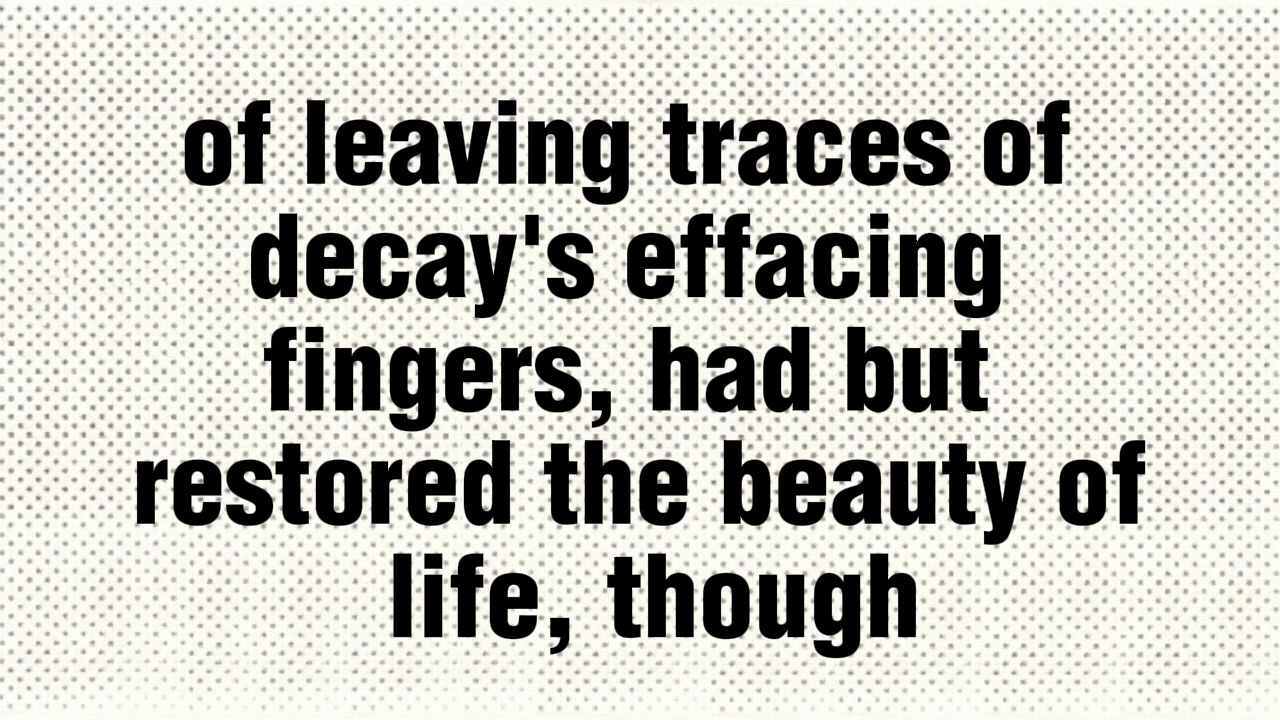 of leaving traces of
decay's effacing
fingers, had but
restored the beauty of
life, though